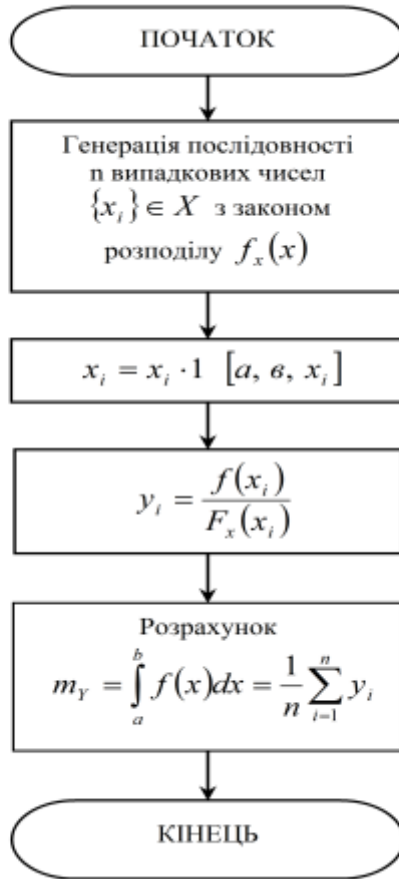 ПОЧАТОК
Генерація послідовності
n випадкових чисел
{x_i} ∈ X з законом
розподілу f_x(x)
x_i = x_i · 1 [а, в, x_i]
y_i = f(x_i) / F_x(x_i)
Розрахунок
m_Y = ∫_a^b f(x)dx = 1/n ∑_{i-1}^n y_i
КІНЕЦЬ